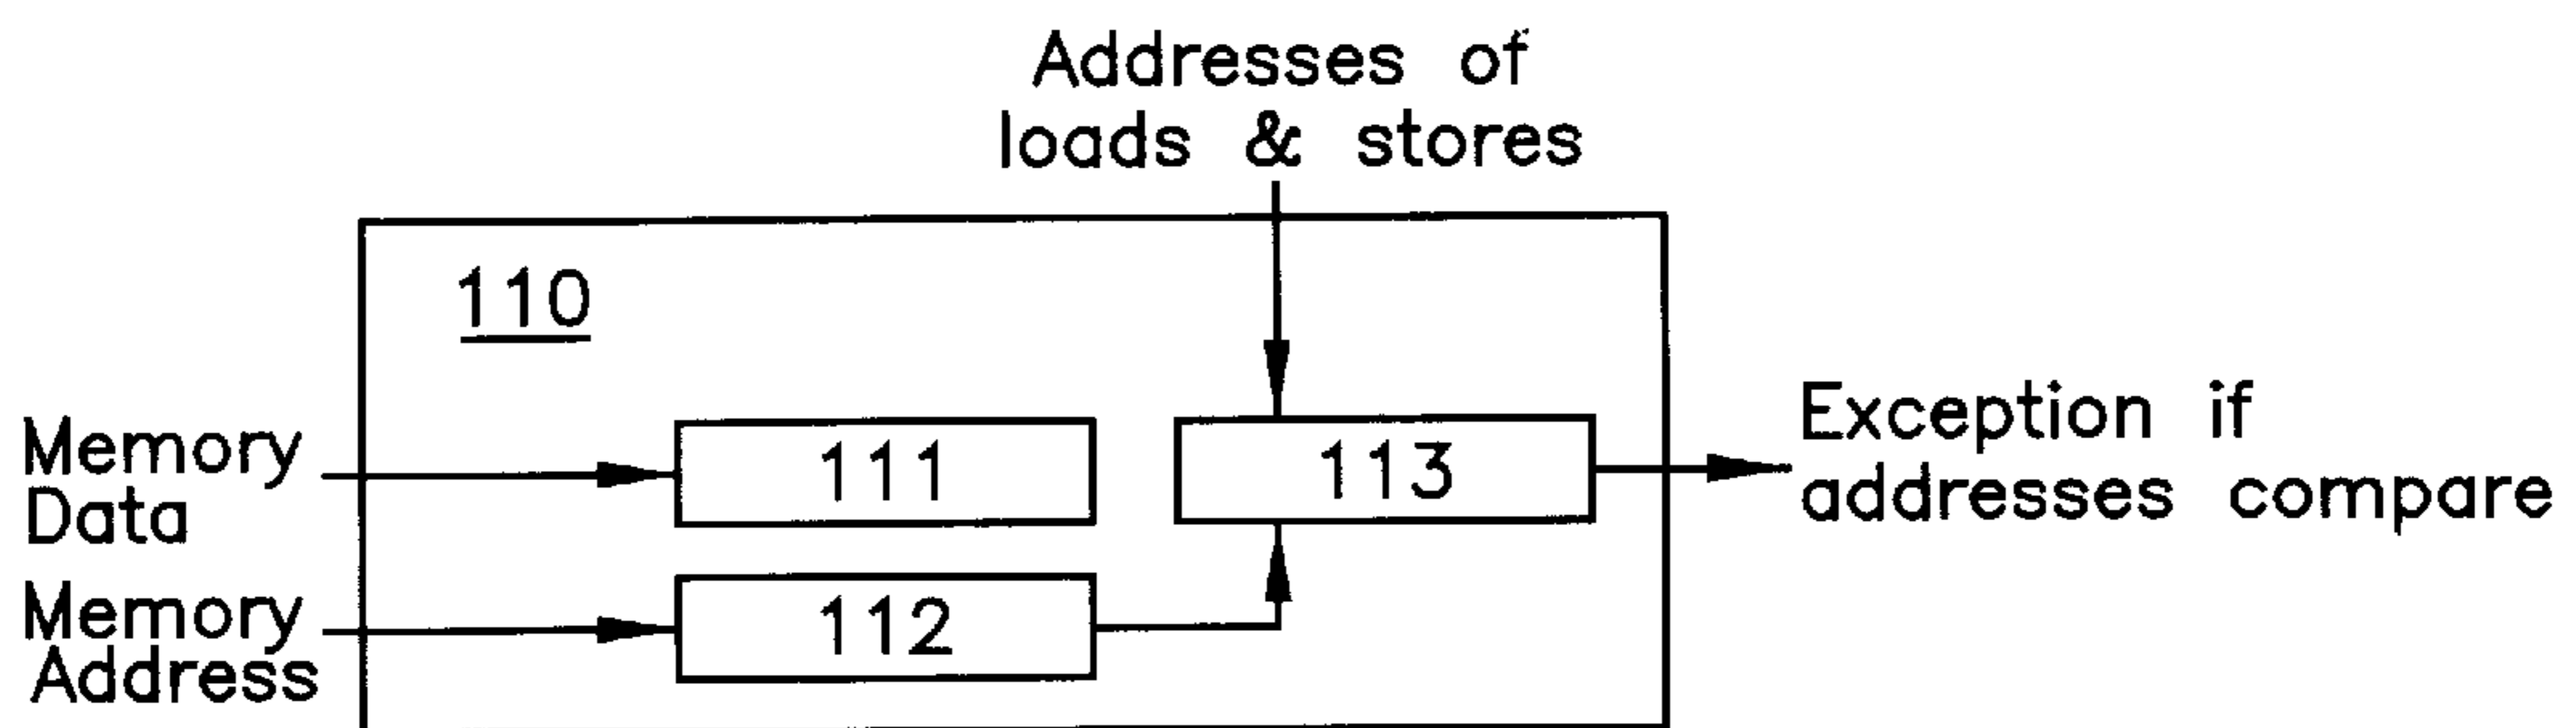 Addresses of
loads & stores
110
Memory
Data
111
113
Exception if
addresses compare
Memory
Address
112